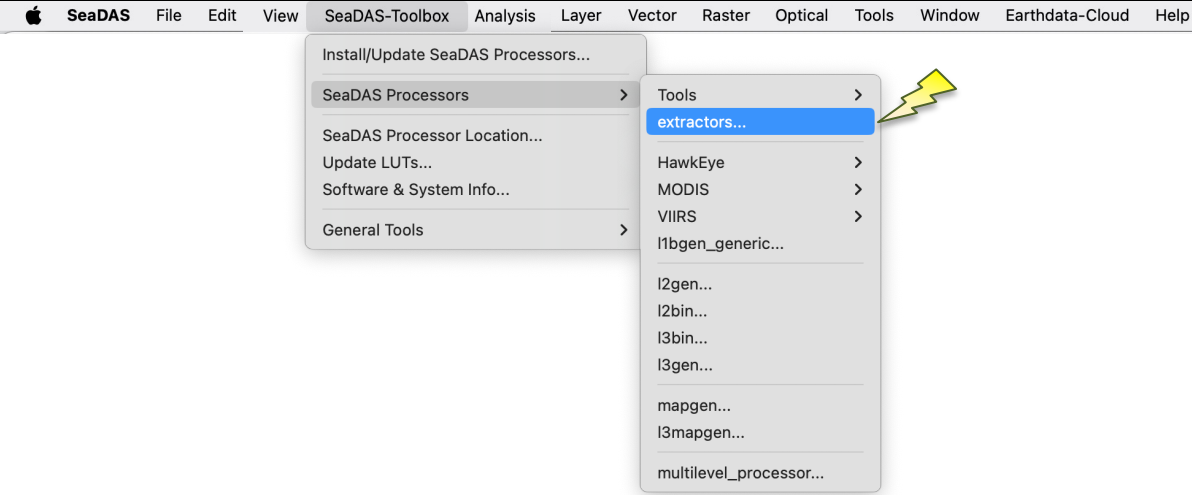 SeaDAS File Edit View SeaDAS-Toolbox Analysis Layer Vector Raster Optical Tools Window Earthdata-Cloud Help
Install/Update SeaDAS Processors...
SeaDAS Processors
SeaDAS Processor Location...
Update LUTs...
Software & System Info...
General Tools
Tools
extractors...
HawkEye
MODIS
VIIRS
l1bgen_generic...
l2gen...
l2bin...
l3bin...
l3gen...
mapgen...
l3mapgen...
multilevel_processor...